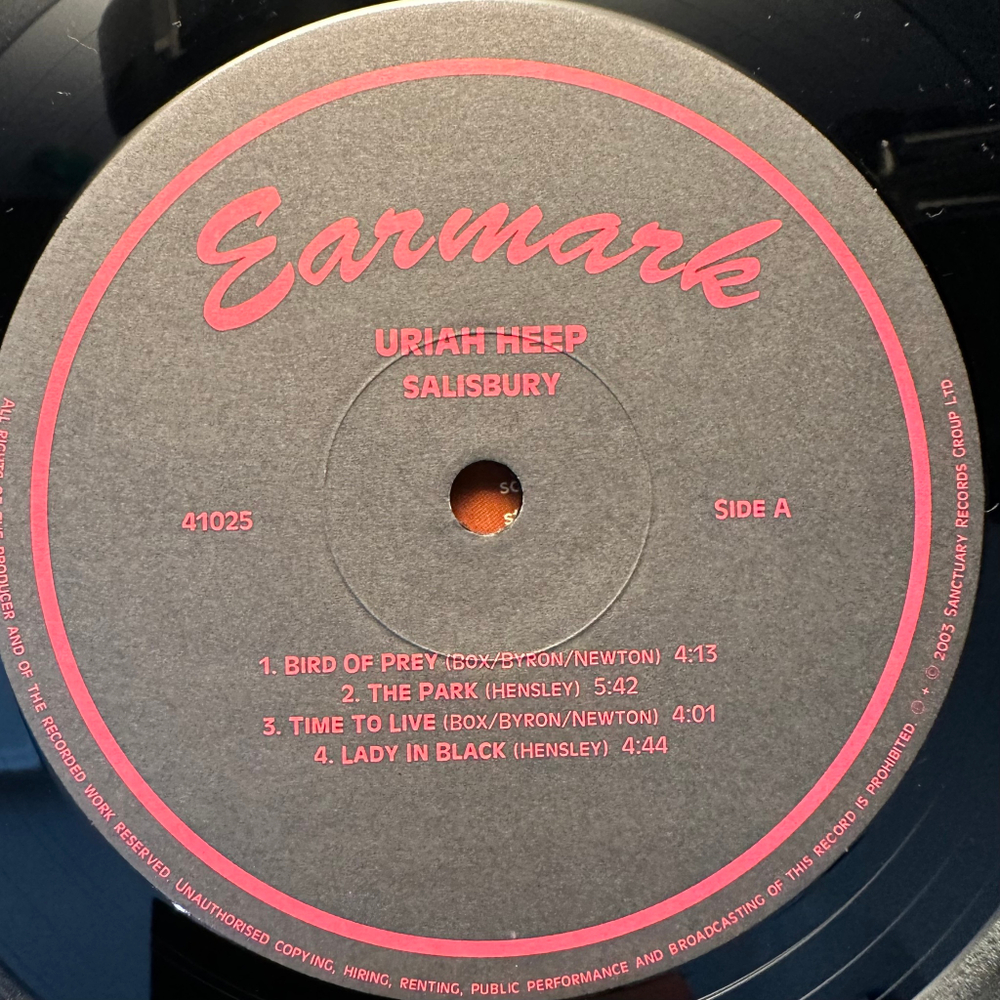 Earmark
URIAH HEEP
SALISBURY
41025
SIDE A
1. BIRD OF PREY (BOX/BYRON/NEWTON) 4:13
2. THE PARK (HENSLEY) 5:42
3. TIME TO LIVE (BOX/BYRON/NEWTON) 4:01
4. LADY IN BLACK (HENSLEY) 4:44
ALL RIGHTS OF THE PRODUCER AND OF THE RECORDED WORK RESERVED. UNAUTHORISED COPYING, HIRING, RENTING, PUBLIC PERFORMANCE AND BROADCASTING OF THIS RECORD IS PROHIBITED. ℗ + © 2003 SANCTUARY RECORDS GROUP LTD